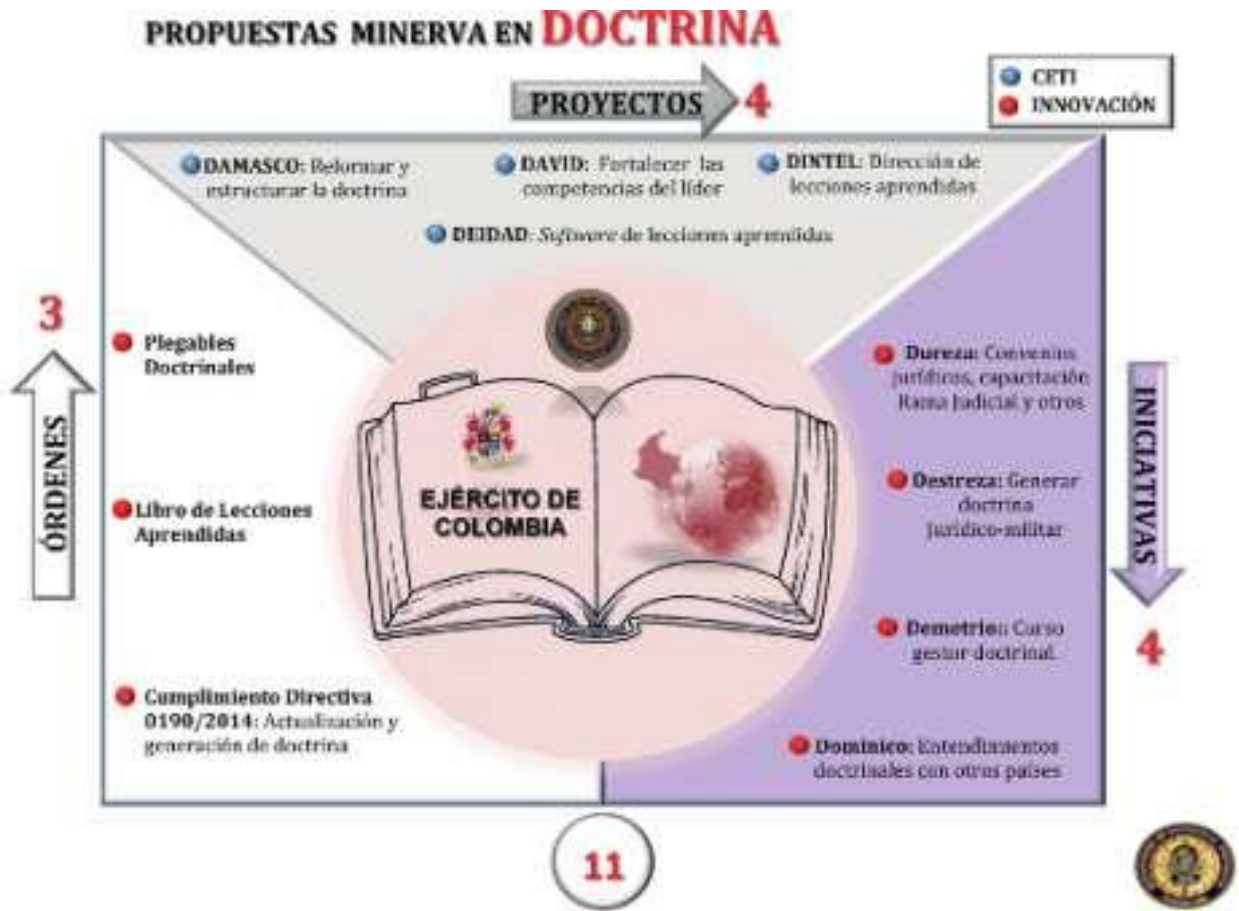 PROPUESTAS MINERVA EN DOCTRINA
PROYECTOS 4
CETI
INNOVACIÓN
DAMASCO: Reformar y
estructurar la doctrina
DAVID: Fortalecer las
competencias del líder
DINTEL: Dirección de
lecciones aprendidas
DEIDAD: Software de lecciones aprendidas
3
ÓRDENES
Plegables
Doctrinales
Libro de Lecciones
Aprendidas
Cumplimiento Directiva
0190/2014: Actualización y
generación de doctrina
EJÉRCITO DE
COLOMBIA
Dureza: Convenios
jurídicos, capacitación
Rama Judicial y otros
Destreza: Generar
doctrina
Jurídico-militar
Demetrio: Curso
gestor doctrinal.
Dominico: Entendimientos
doctrinales con otros países
INICIATIVAS
4
11